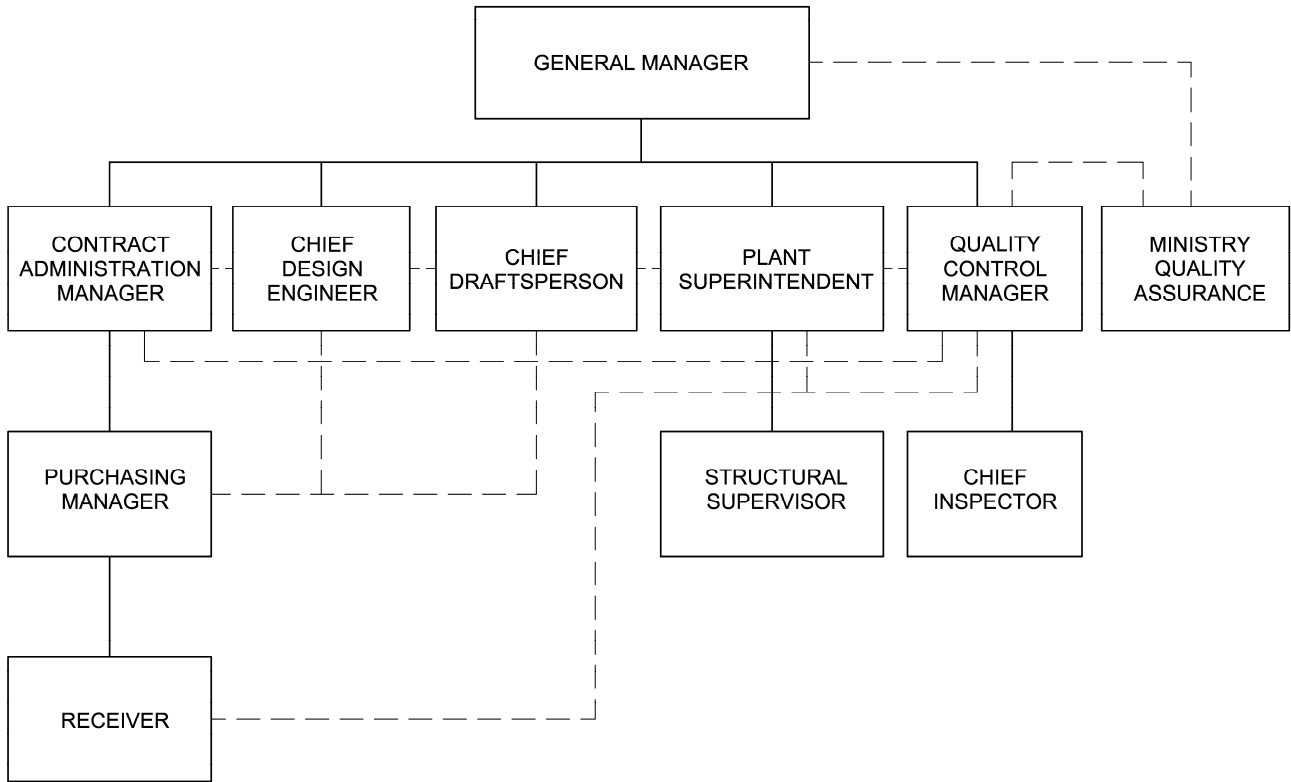 GENERAL MANAGER
CONTRACT
ADMINISTRATION
MANAGER
CHIEF
DESIGN
ENGINEER
CHIEF
DRAFTSPERSON
PLANT
SUPERINTENDENT
QUALITY
CONTROL
MANAGER
MINISTRY
QUALITY
ASSURANCE
PURCHASING
MANAGER
STRUCTURAL
SUPERVISOR
CHIEF
INSPECTOR
RECEIVER